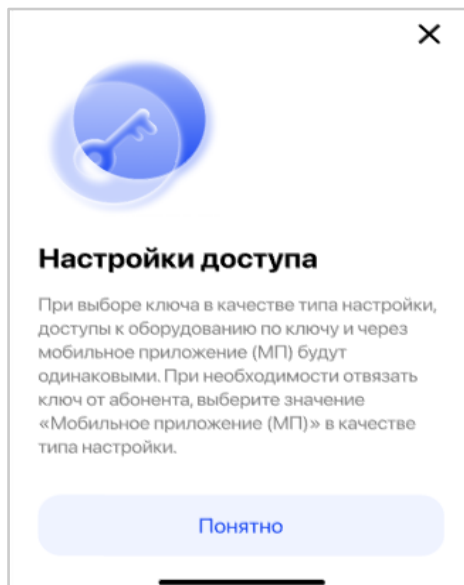 Настройки доступа
При выборе ключа в качестве типа настройки,
доступы к оборудованию по ключу и через
мобильное приложение (МП) будут
одинаковыми. При необходимости отвязать
ключ от абонента, выберите значение
«Мобильное приложение (МП)» в качестве
типа настройки.
Понятно